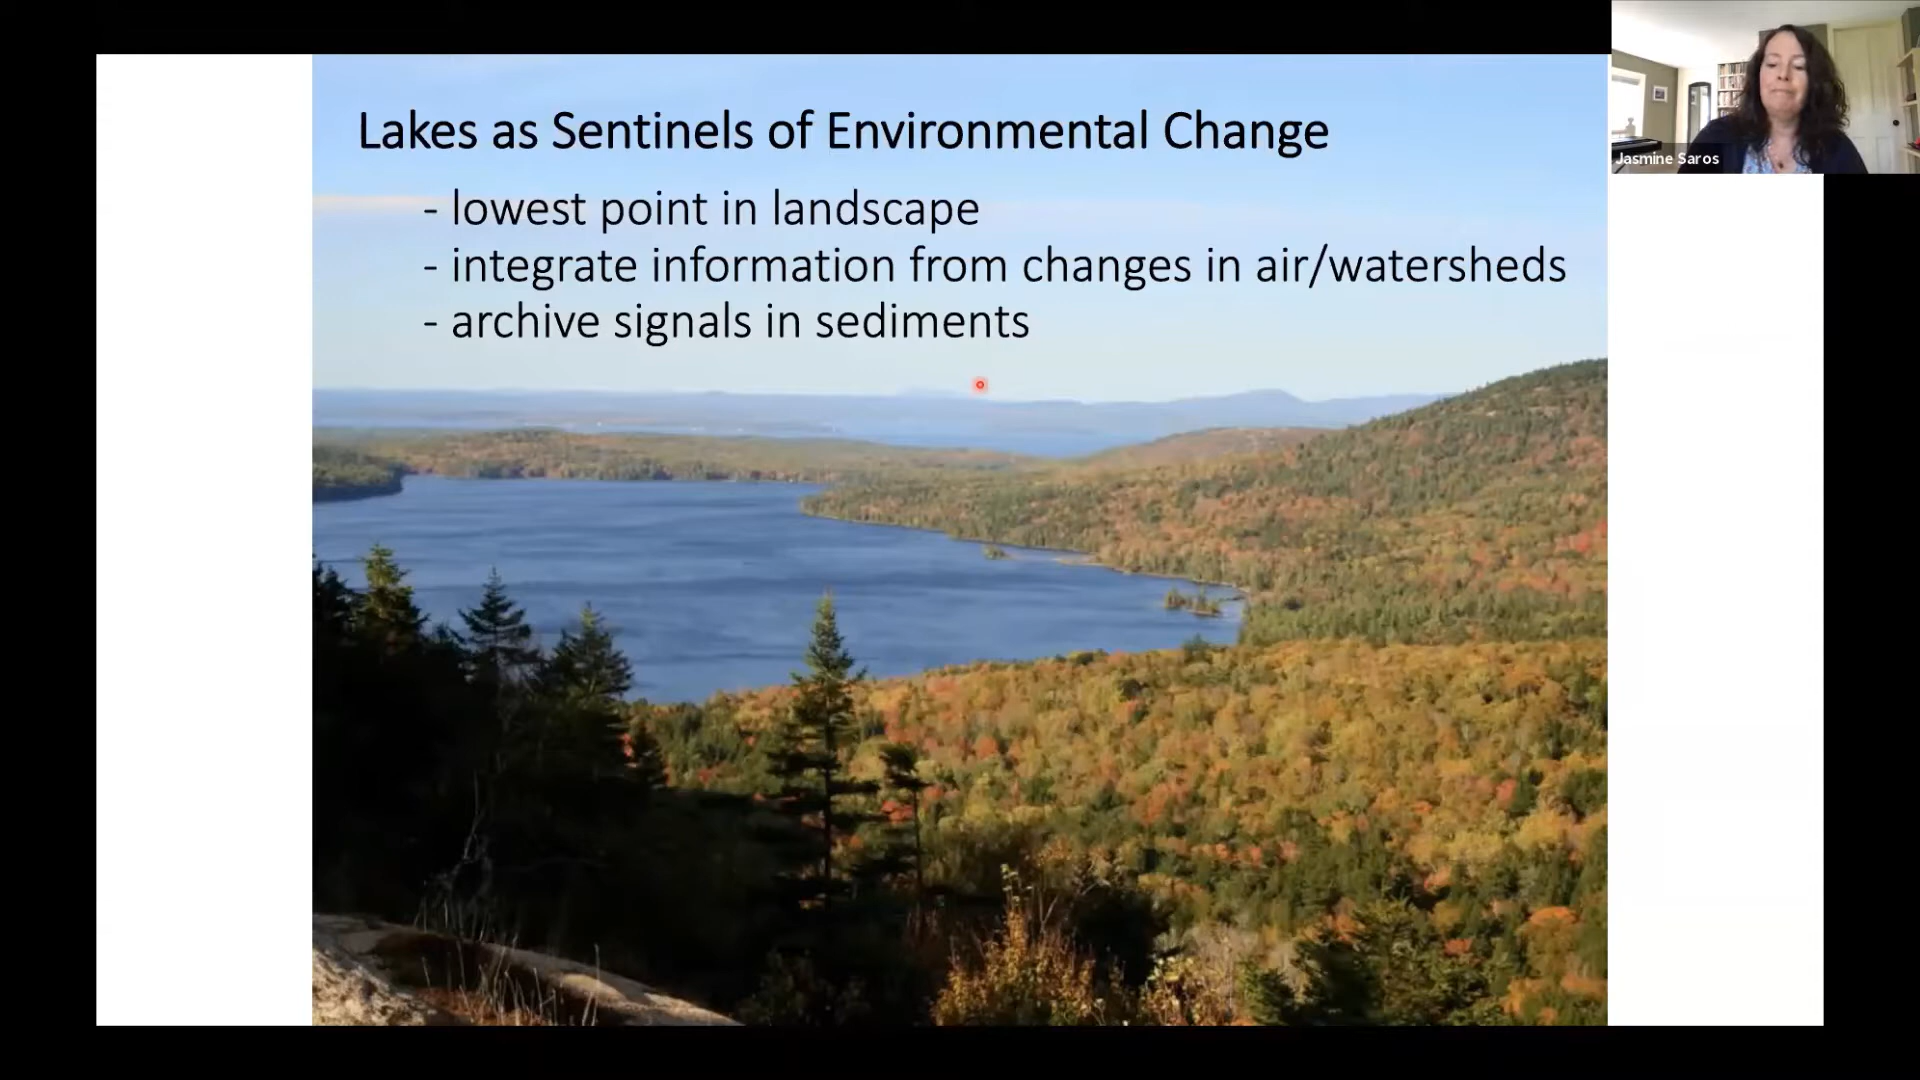 Lakes as Sentinels of Environmental Change
- lowest point in landscape
- integrate information from changes in air/watersheds
- archive signals in sediments
Jasmine Saros